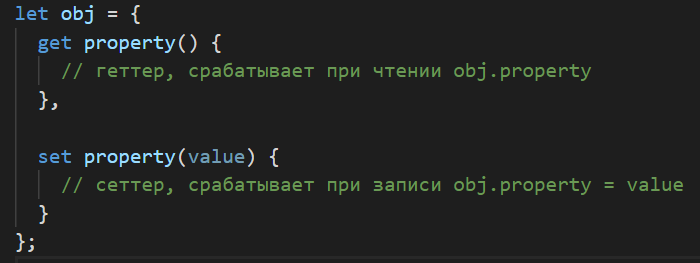 let obj = {
get property() {
// геттер, срабатывает при чтении obj.property
},
set property(value) {
// сеттер, срабатывает при записи obj.property = value
}
};